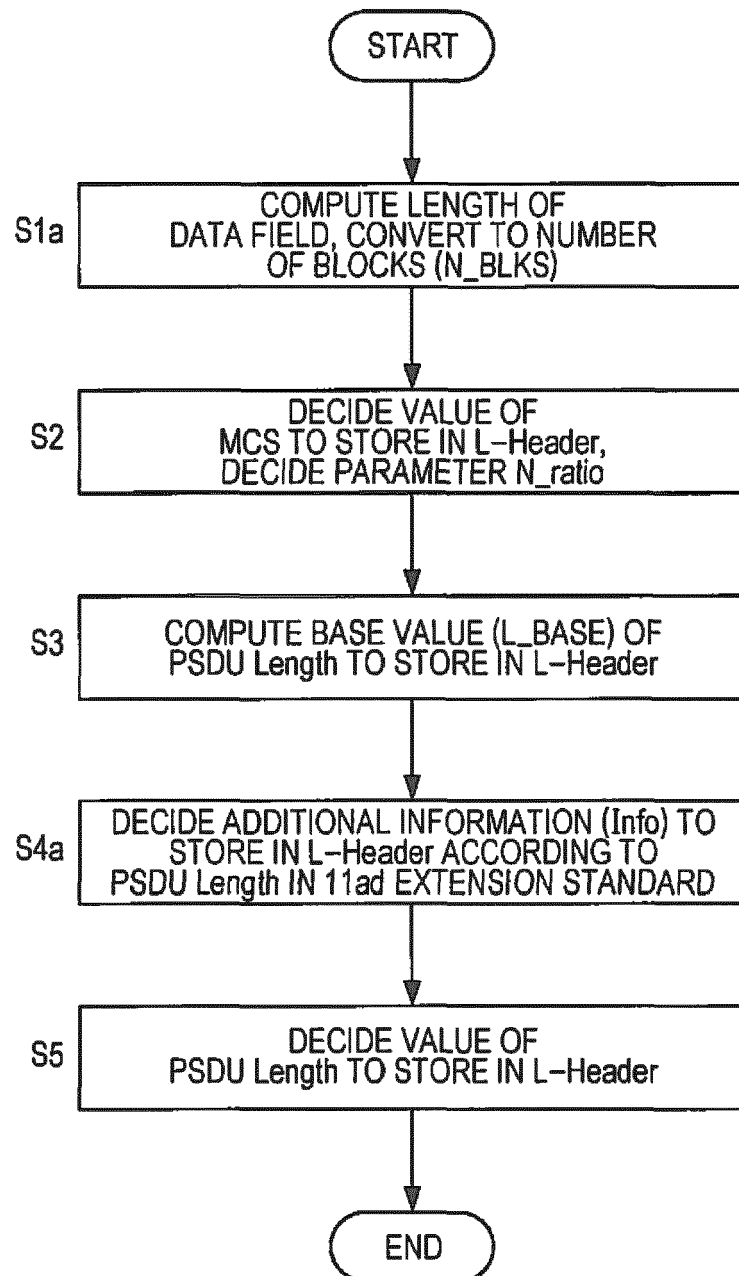 START
S1a
COMPUTE LENGTH OF
DATA FIELD, CONVERT TO NUMBER
OF BLOCKS (N_BLKS)
S2
DECIDE VALUE OF
MCS TO STORE IN L-Header,
DECIDE PARAMETER N_ratio
S3
COMPUTE BASE VALUE (L_BASE) OF
PSDU Length TO STORE IN L-Header
S4a
DECIDE ADDITIONAL INFORMATION (Info) TO
STORE IN L-Header ACCORDING TO
PSDU Length IN 11ad EXTENSION STANDARD
S5
DECIDE VALUE OF
PSDU Length TO STORE IN L-Header
END